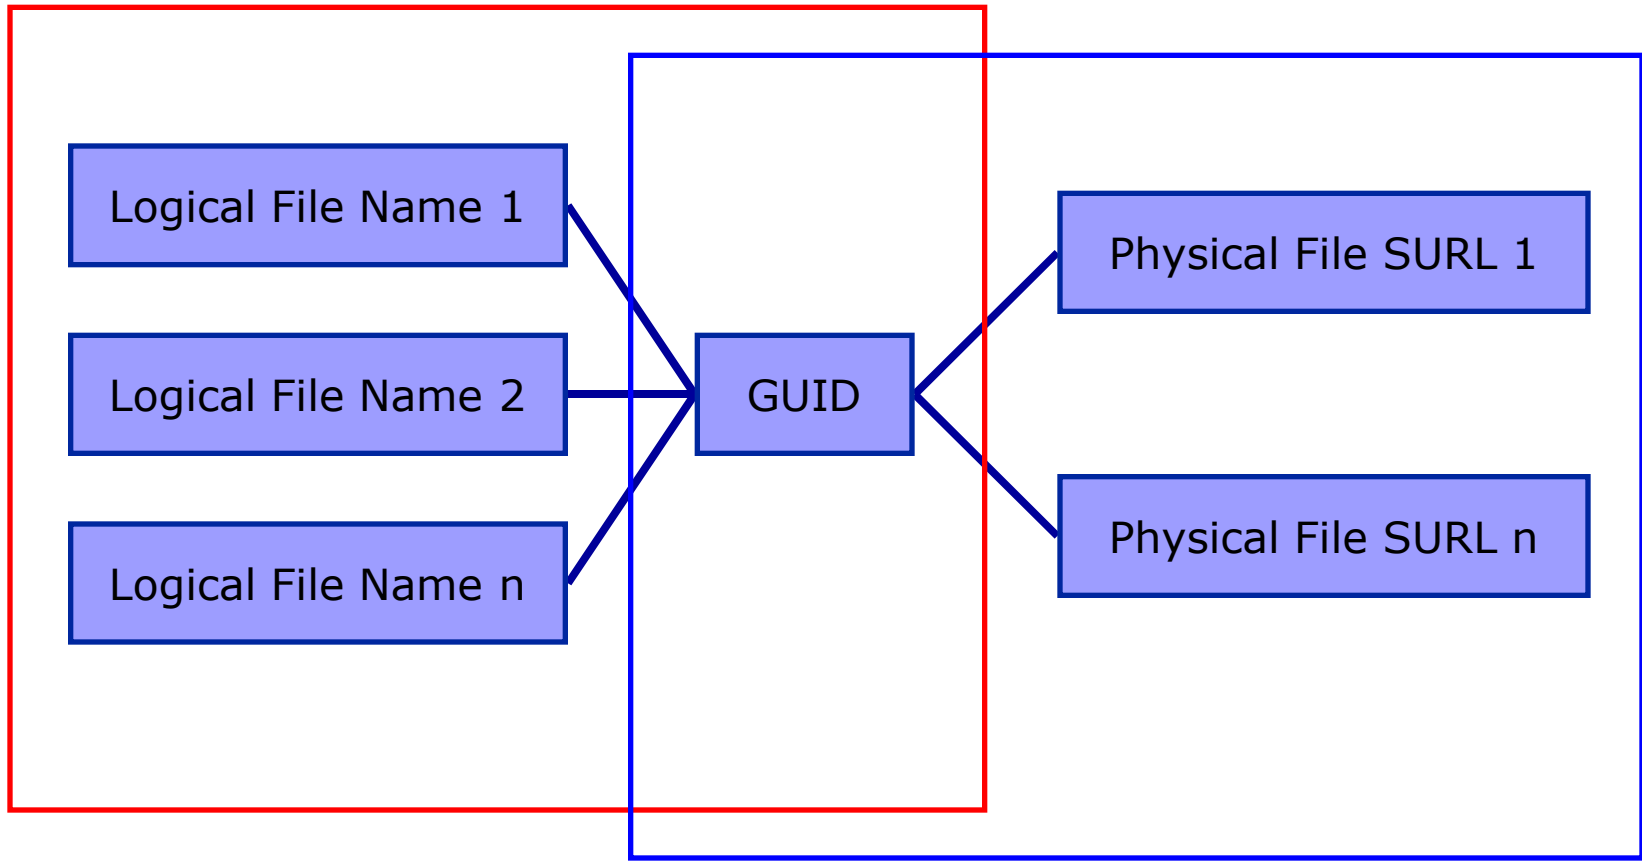 Logical File Name 1
Logical File Name 2
Logical File Name n
GUID
Physical File SURL 1
Physical File SURL n